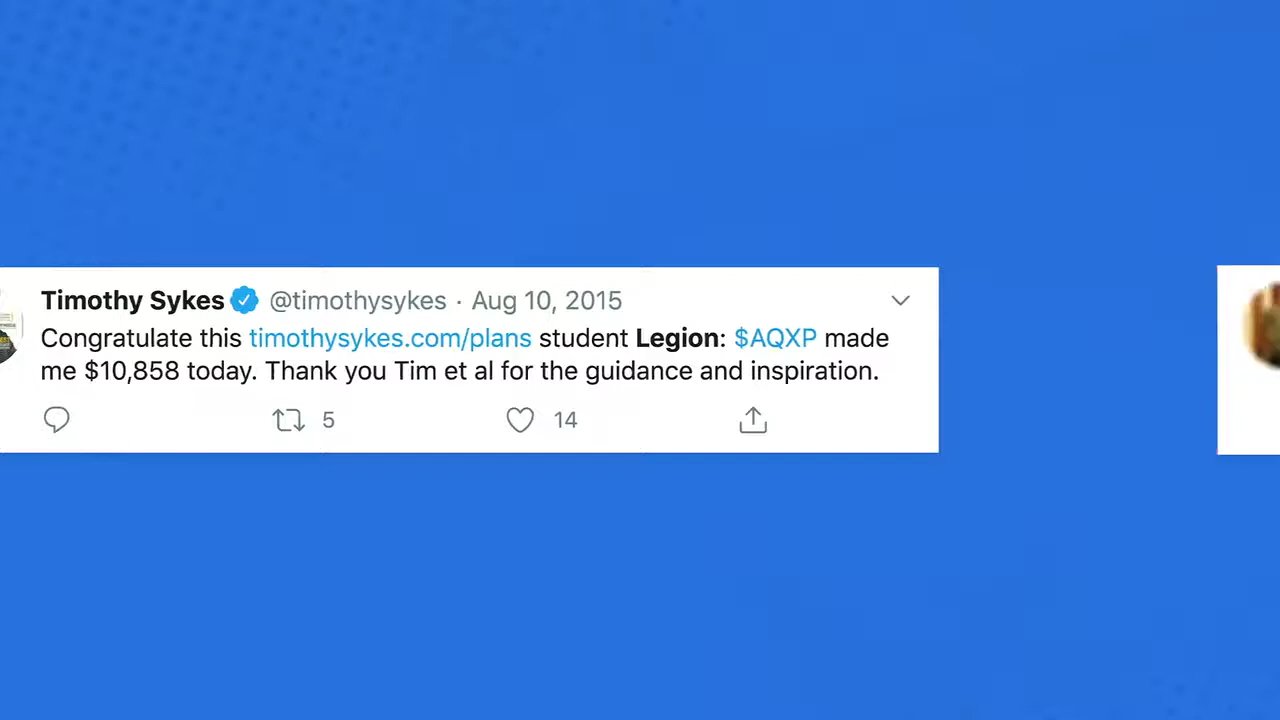 Timothy Sykes @timothysykes · Aug 10, 2015
Congratulate this timothysykes.com/plans student Legion: $AQXP made
me $10,858 today. Thank you Tim et al for the guidance and inspiration.
5 14